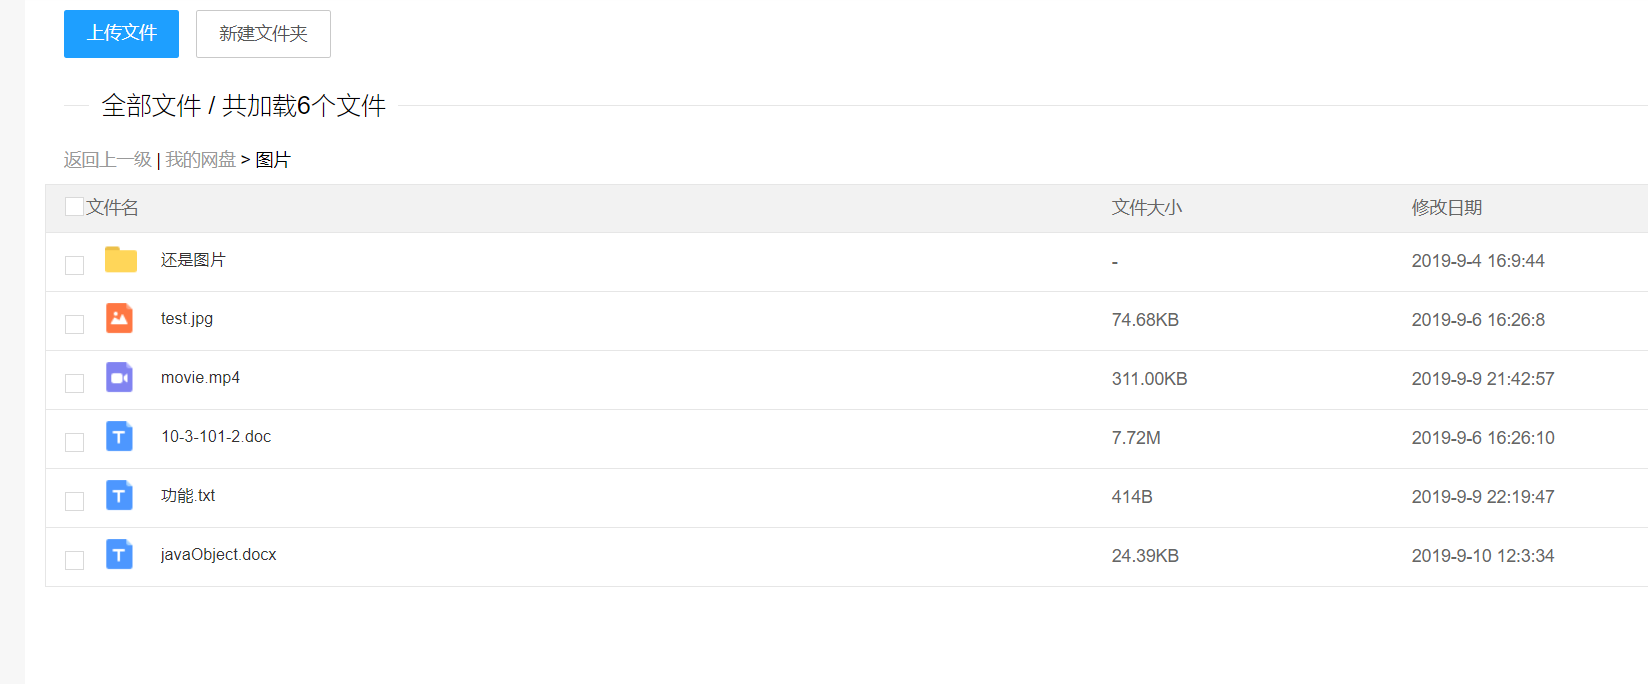 上传文件 新建文件夹
全部文件 / 共加载6个文件
返回上一级 | 我的网盘 > 图片
文件名 文件大小 修改日期
还是图片 - 2019-9-4 16:9:44
test.jpg 74.68KB 2019-9-6 16:26:8
movie.mp4 311.00KB 2019-9-9 21:42:57
10-3-101-2.doc 7.72M 2019-9-6 16:26:10
功能.txt 414B 2019-9-9 22:19:47
javaObject.docx 24.39KB 2019-9-10 12:3:34